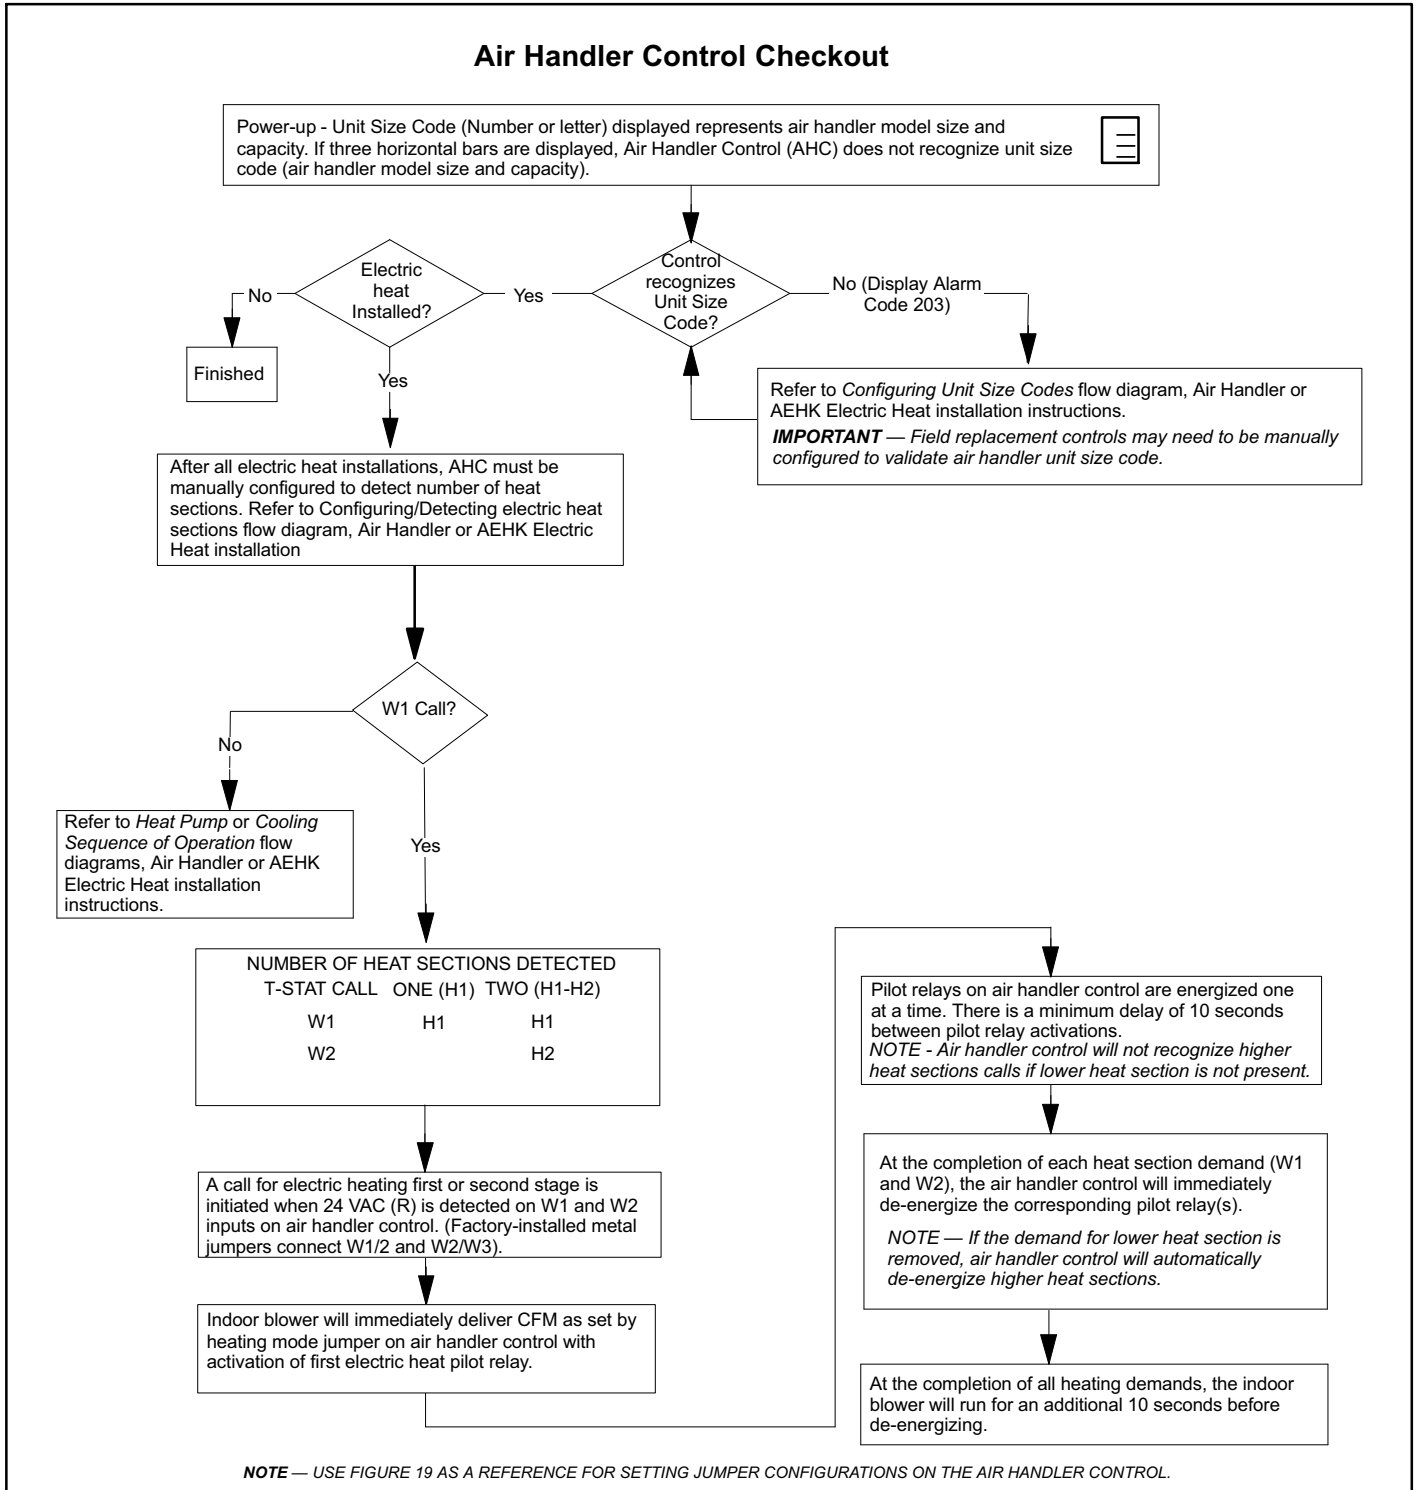 Air Handler Control Checkout
Power-up - Unit Size Code (Number or letter) displayed represents air handler model size and
capacity. If three horizontal bars are displayed, Air Handler Control (AHC) does not recognize unit size
code (air handler model size and capacity).
Electric
heat
Installed?
No
Yes
Control
recognizes
Unit Size
Code?
No (Display Alarm
Code 203)
Finished
Yes
Refer to Configuring Unit Size Codes flow diagram, Air Handler or
AEHK Electric Heat installation instructions.
IMPORTANT — Field replacement controls may need to be manually
configured to validate air handler unit size code.
After all electric heat installations, AHC must be
manually configured to detect number of heat
sections. Refer to Configuring/Detecting electric heat
sections flow diagram, Air Handler or AEHK Electric
Heat installation
W1 Call?
No
Yes
Refer to Heat Pump or Cooling
Sequence of Operation flow
diagrams, Air Handler or AEHK
Electric Heat installation
instructions.
NUMBER OF HEAT SECTIONS DETECTED
T-STAT CALL ONE (H1) TWO (H1-H2)
W1 H1 H1
W2 H2
A call for electric heating first or second stage is
initiated when 24 VAC (R) is detected on W1 and W2
inputs on air handler control. (Factory-installed metal
jumpers connect W1/2 and W2/W3).
Indoor blower will immediately deliver CFM as set by
heating mode jumper on air handler control with
activation of first electric heat pilot relay.
Pilot relays on air handler control are energized one
at a time. There is a minimum delay of 10 seconds
between pilot relay activations.
NOTE - Air handler control will not recognize higher
heat sections calls if lower heat section is not present.
At the completion of each heat section demand (W1
and W2), the air handler control will immediately
de-energize the corresponding pilot relay(s).
NOTE — If the demand for lower heat section is
removed, air handler control will automatically
de-energize higher heat sections.
At the completion of all heating demands, the indoor
blower will run for an additional 10 seconds before
de-energizing.
NOTE — USE FIGURE 19 AS A REFERENCE FOR SETTING JUMPER CONFIGURATIONS ON THE AIR HANDLER CONTROL.